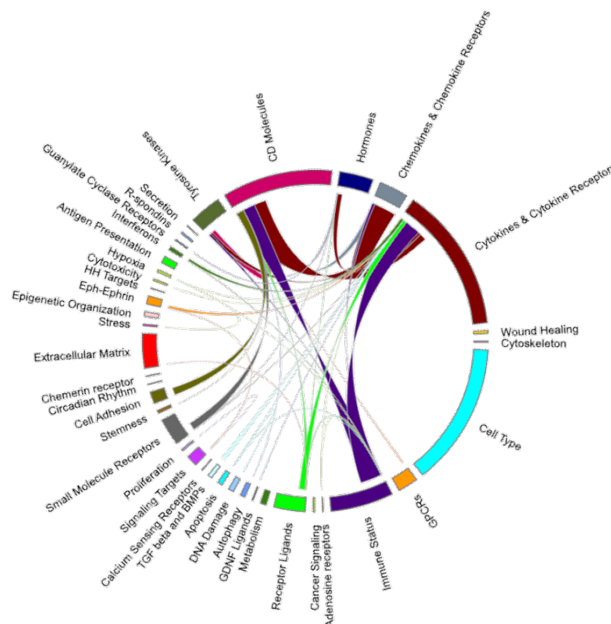 CD Molecules
Hormones
Chemokines & Chemokine Receptors
Cytokines & Cytokine Receptor
Wound Healing
Cytoskeleton
Cell Type
GPCRs
Immune Status
Adenosine receptors
Cancer Signaling
Receptor Ligands
Metabolism
GDNF Ligands
Autophagy
DNA Damage
Apoptosis
TGF beta and BMPs
Calcium Sensing Receptors
Signaling Targets
Proliferation
Small Molecule Receptors
Stemness
Cell Adhesion
Circadian Rhythm
Chemerin receptor
Extracellular Matrix
Stress
Epigenetic Organization
Eph-Ephrin
HH Targets
Cytotoxicity
Hypoxia
Antigen Presentation
Interferons
Guanylate Cyclase Receptors
R-spondins
Secretion
Tyrosine Kinases